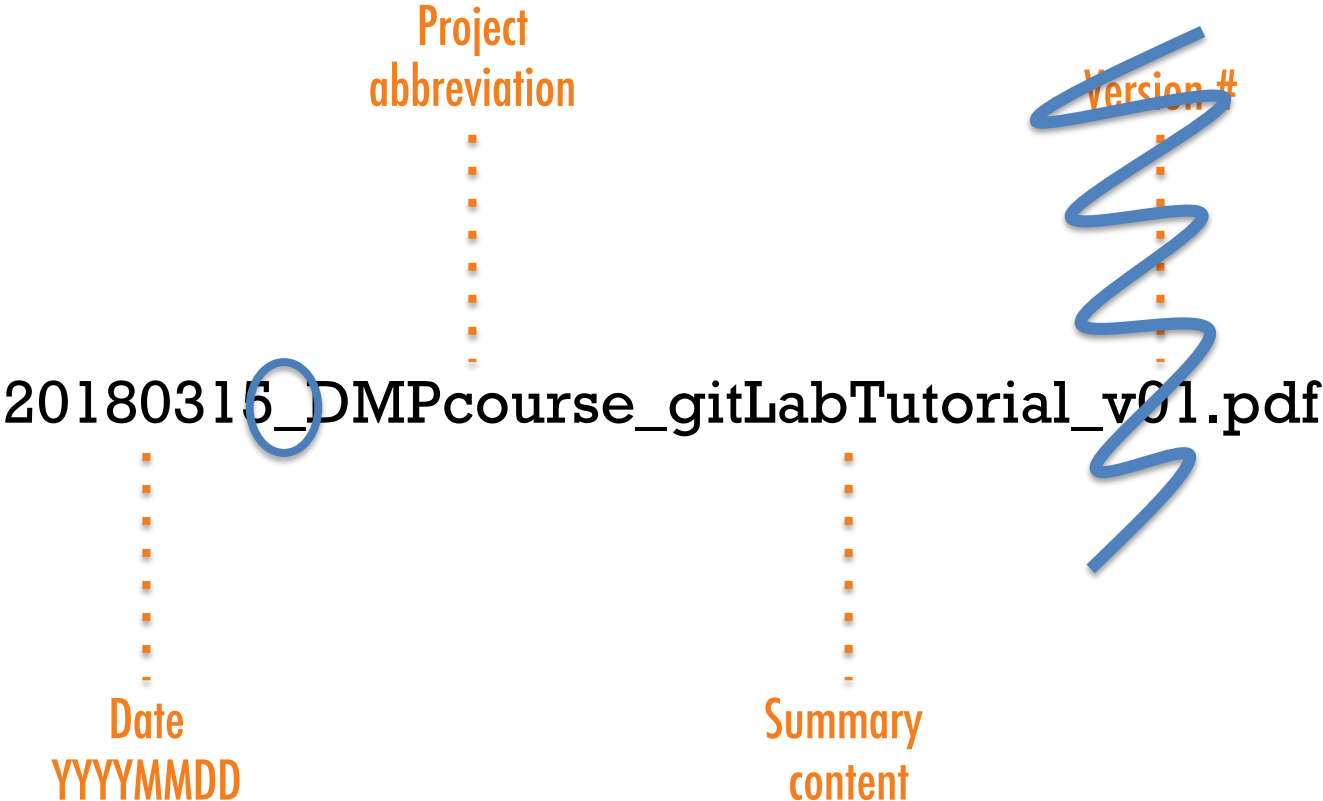 Project
abbreviation
Version #
20180315_DMPcourse_gitLabTutorial_v01.pdf
Date
YYYYMMDD
Summary
content